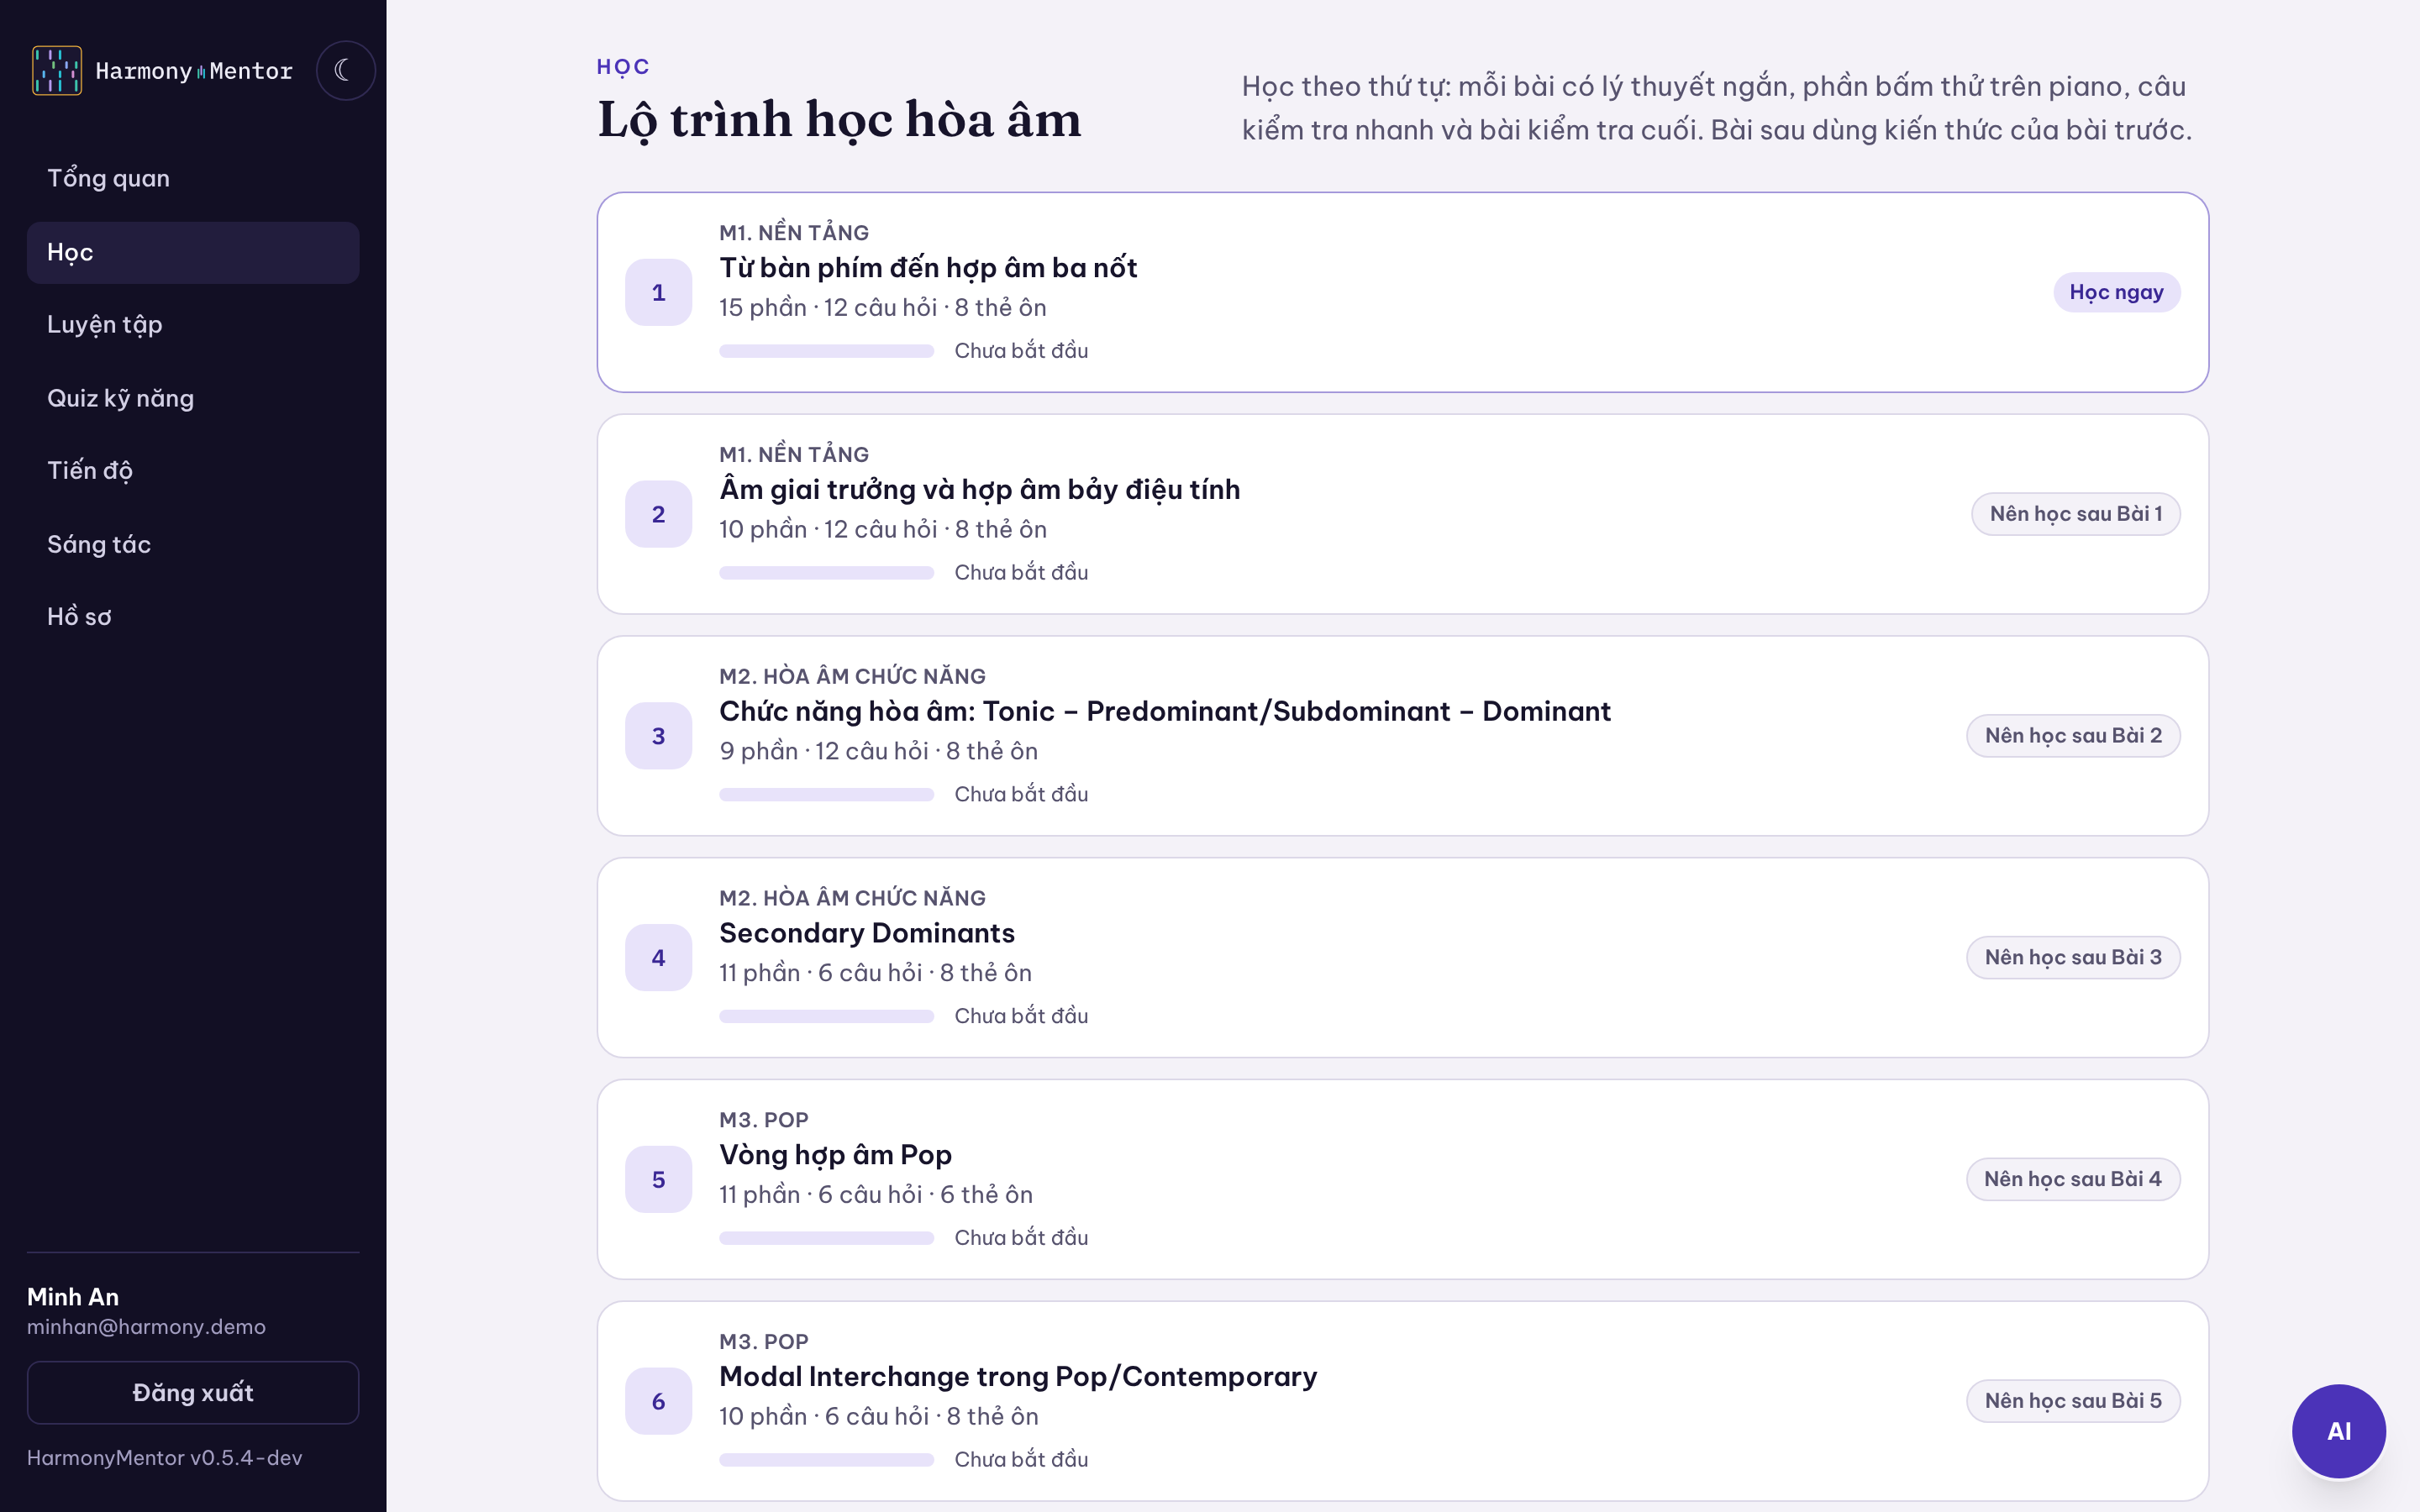 Harmony Mentor
Tổng quan
Học
Luyện tập
Quiz kỹ năng
Tiến độ
Sáng tác
Hồ sơ
Minh An
minhan@harmony.demo
Đăng xuất
HarmonyMentor v0.5.4-dev
HỌC
Lộ trình học hòa âm
Học theo thứ tự: mỗi bài có lý thuyết ngắn, phần bấm thử trên piano, câu
kiểm tra nhanh và bài kiểm tra cuối. Bài sau dùng kiến thức của bài trước.
1
M1. NỀN TẢNG
Từ bàn phím đến hợp âm ba nốt
15 phần · 12 câu hỏi · 8 thẻ ôn
Chưa bắt đầu
Học ngay
2
M1. NỀN TẢNG
Âm giai trưởng và hợp âm bảy điệu tính
10 phần · 12 câu hỏi · 8 thẻ ôn
Chưa bắt đầu
Nên học sau Bài 1
3
M2. HÒA ÂM CHỨC NĂNG
Chức năng hòa âm: Tonic – Predominant/Subdominant – Dominant
9 phần · 12 câu hỏi · 8 thẻ ôn
Chưa bắt đầu
Nên học sau Bài 2
4
M2. HÒA ÂM CHỨC NĂNG
Secondary Dominants
11 phần · 6 câu hỏi · 8 thẻ ôn
Chưa bắt đầu
Nên học sau Bài 3
5
M3. POP
Vòng hợp âm Pop
11 phần · 6 câu hỏi · 6 thẻ ôn
Chưa bắt đầu
Nên học sau Bài 4
6
M3. POP
Modal Interchange trong Pop/Contemporary
10 phần · 6 câu hỏi · 8 thẻ ôn
Chưa bắt đầu
Nên học sau Bài 5
AI